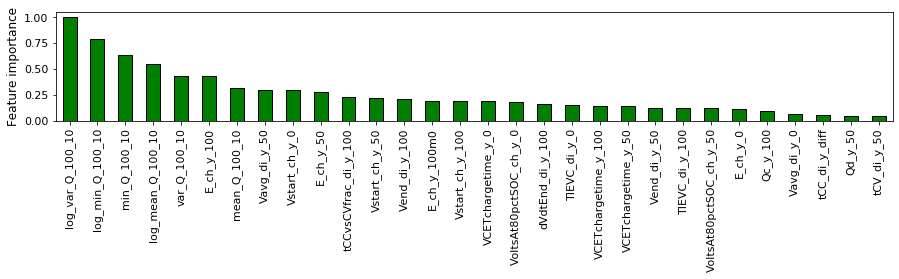 Feature importance
1.00
0.75
0.50
0.25
0.00
log_var_Q_100_10
log_min_Q_100_10
min_Q_100_10
log_mean_Q_100_10
var_Q_100_10
E_ch_y_100
mean_Q_100_10
Vavg_di_y_50
Vstart_ch_y_0
E_ch_y_50
tCCvsCVfrac_di_y_100
Vstart_ch_y_50
Vend_di_y_100
E_ch_y_100m0
Vstart_ch_y_100
VCETchargetime_y_0
VoltsAt80pctSOC_ch_y_0
dVdtEnd_di_y_100
TIEVC_di_y_0
VCETchargetime_y_100
VCETchargetime_y_50
Vend_di_y_50
TIEVC_di_y_100
VoltsAt80pctSOC_ch_y_50
E_ch_y_0
Qc_y_100
Vavg_di_y_0
tCC_di_y_diff
Qd_y_50
tCV_di_y_50